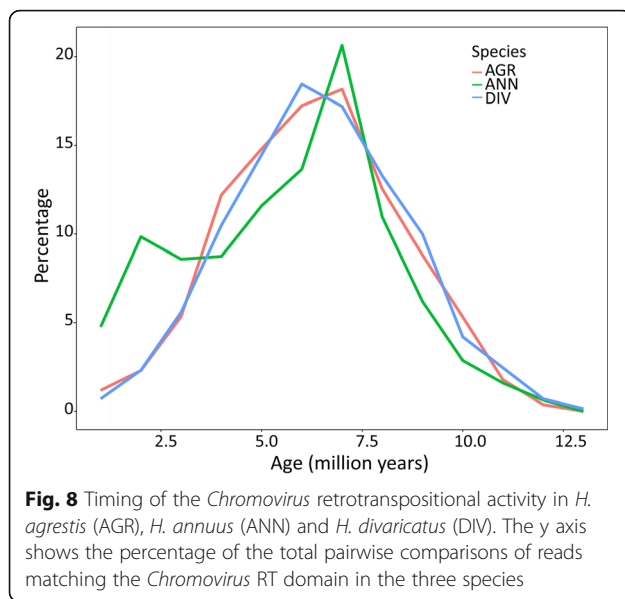 20
15
10
5
0
Percentage
Species
AGR
ANN
DIV
2.5 5.0 7.5 10.0 12.5
Age (million years)
Fig. 8 Timing of the Chromovirus retrotranspositional activity in H.
agrestis (AGR), H. annuus (ANN) and H. divaricatus (DIV). The y axis
shows the percentage of the total pairwise comparisons of reads
matching the Chromovirus RT domain in the three species